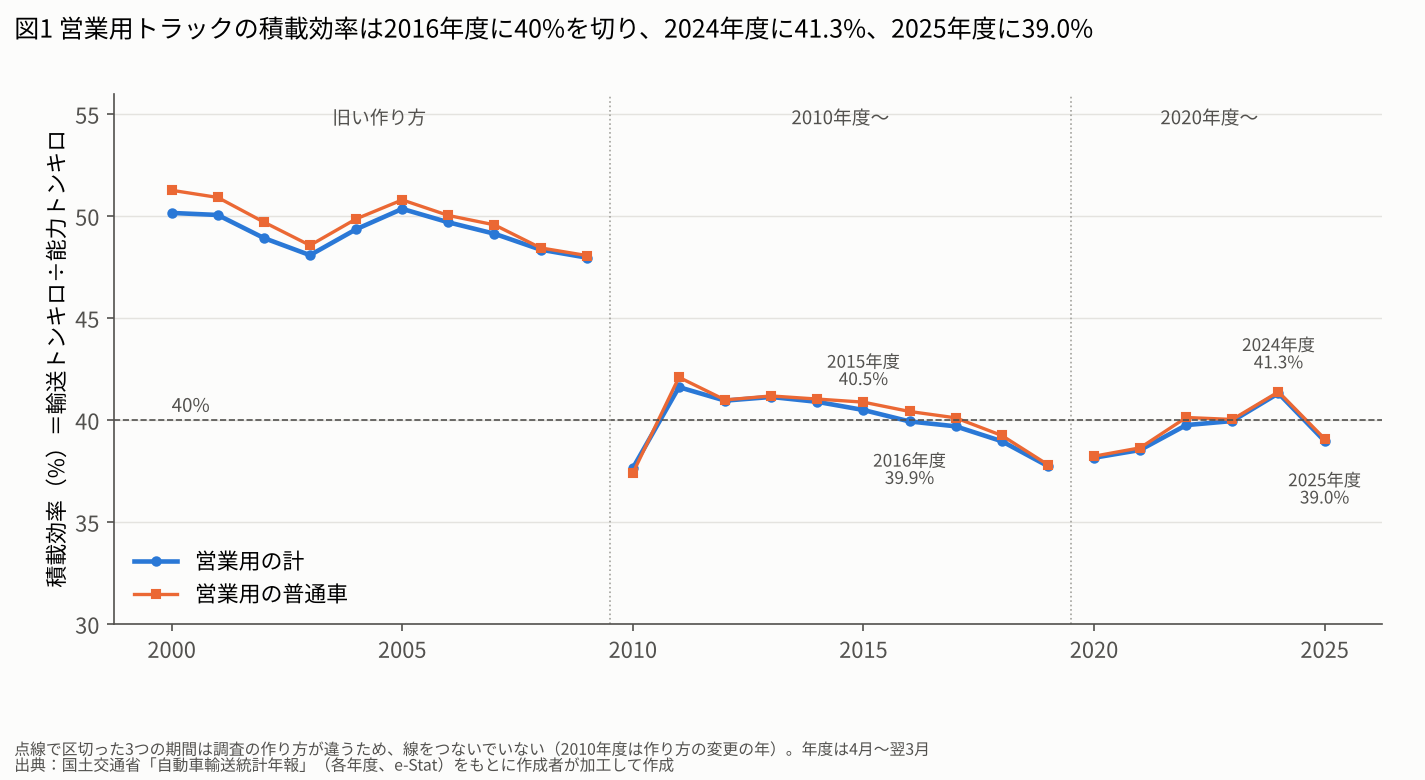 図1 営業用トラックの積載効率は2016年度に40%を切り、2024年度に41.3%、2025年度に39.0%
積載効率（%）＝輸送トンキロ÷能力トンキロ
55
50
45
40
35
30
旧い作り方
2010年度～
2020年度～
40%
2015年度
40.5%
2016年度
39.9%
2024年度
41.3%
2025年度
39.0%
営業用の計
営業用の普通車
2000
2005
2010
2015
2020
2025
点線で区切った3つの期間は調査の作り方が違うため、線をつないでいない（2010年度は作り方の変更の年）。年度は4月～翌3月
出典：国土交通省「自動車輸送統計年報」（各年度、e-Stat）をもとに作成者が加工して作成